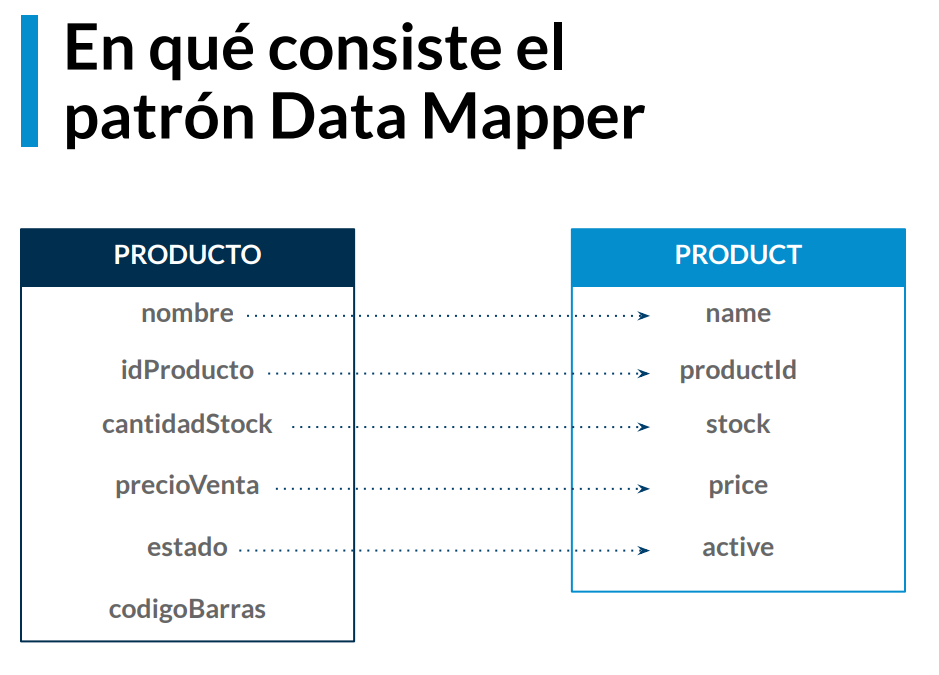 En qué consiste el
patrón Data Mapper
PRODUCTO
nombre
idProducto
cantidadStock
precioVenta
estado
codigoBarras
PRODUCT
name
productId
stock
price
active